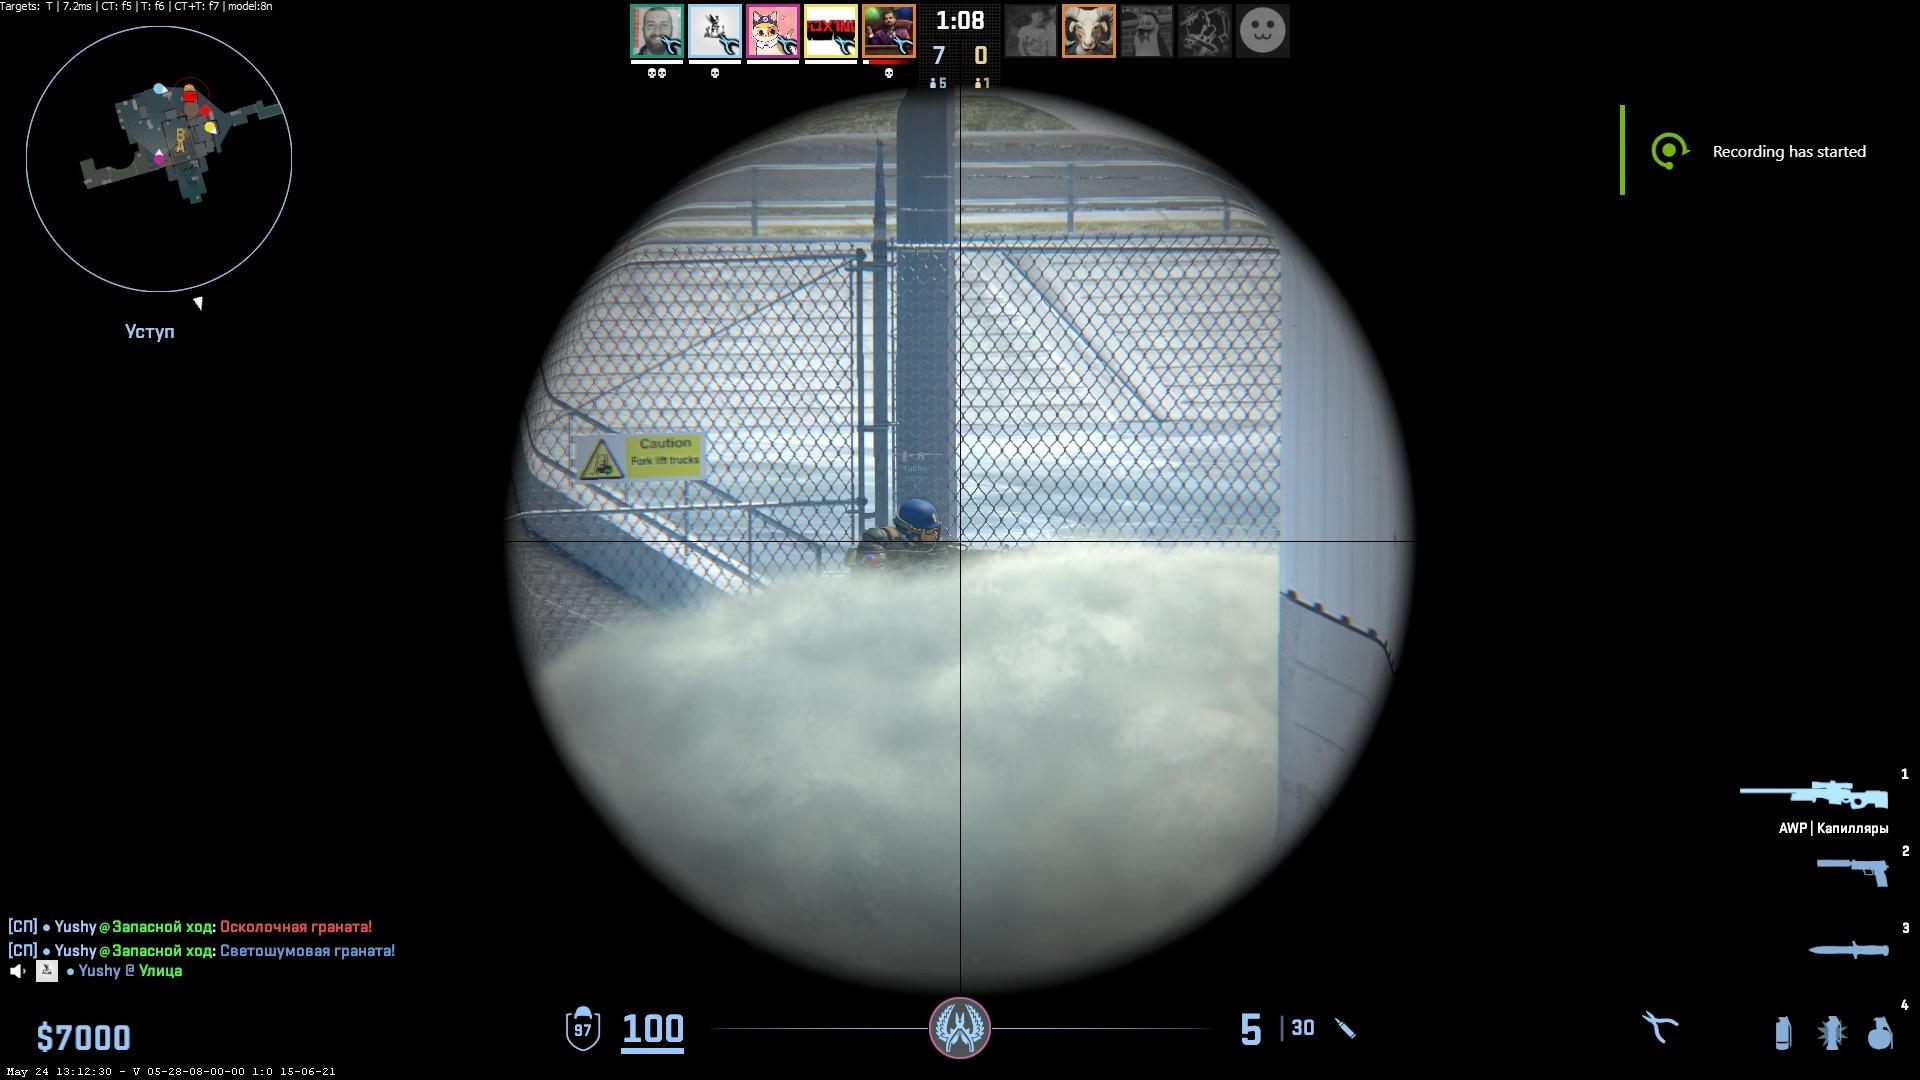 Targets: T | 7.2ms | CT: f5 | T: f6 | CT+T: f7 | model:8n
1:08
7 0
5 1
Recording has started
B
A
Уступ
Caution
Fork lift trucks
Yushy
1
AWP | Капилляры
2
3
4
[СП] • Yushy @ Запасной ход: Осколочная граната!
[СП] • Yushy @ Запасной ход: Светошумовая граната!
• Yushy @ Улица
$7000
97 100
5 | 30
May 24 13:12:30 - V 05-28-08-00-00 1:0 15-06-21